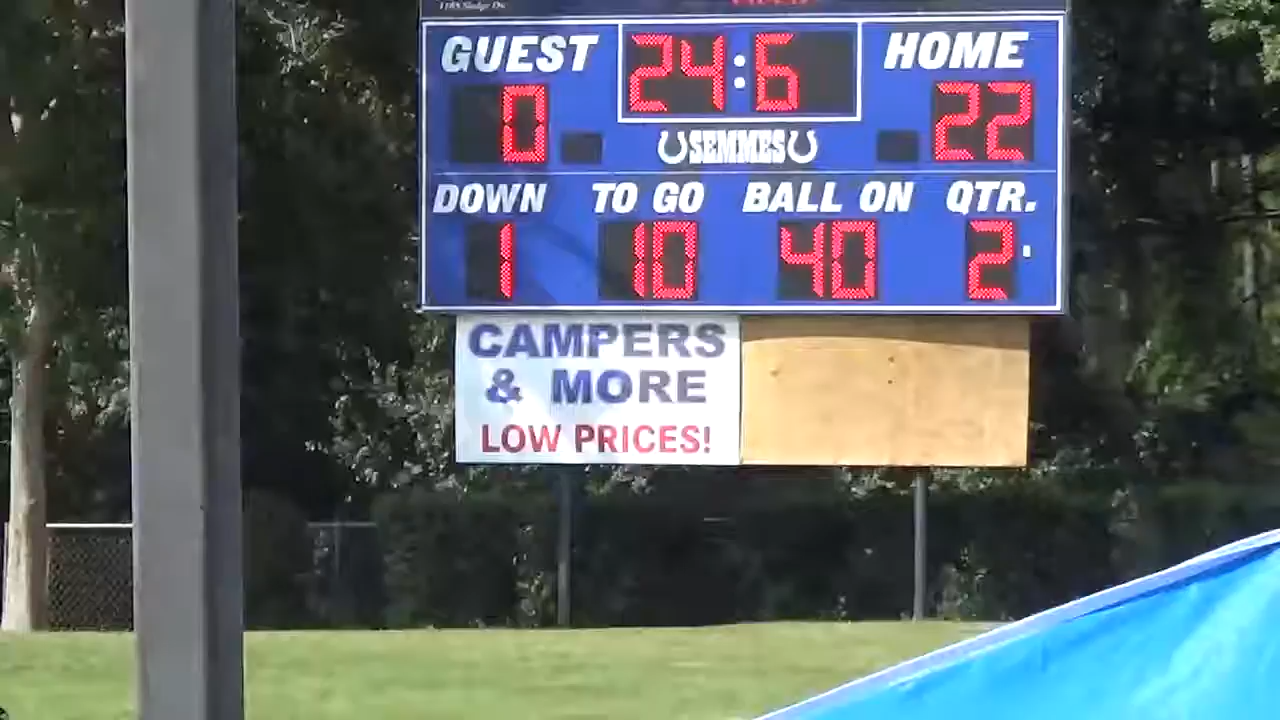 GUEST 24:6 HOME
0 22
SEMMES
DOWN TO GO BALL ON QTR.
1 10 40 2
CAMPERS
& MORE
LOW PRICES!